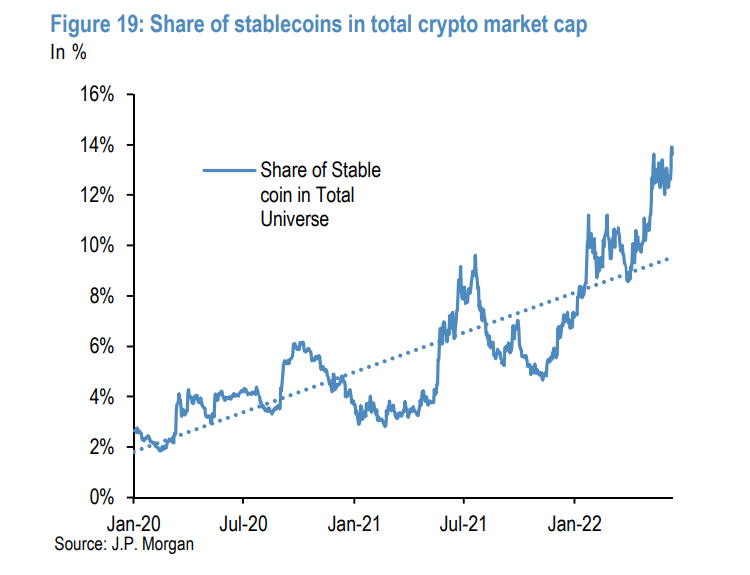 Figure 19: Share of stablecoins in total crypto market cap
In %
16%
14%
12%
10%
8%
6%
4%
2%
0%
Share of Stable
coin in Total
Universe
Jan-20 Jul-20 Jan-21 Jul-21 Jan-22
Source: J.P. Morgan